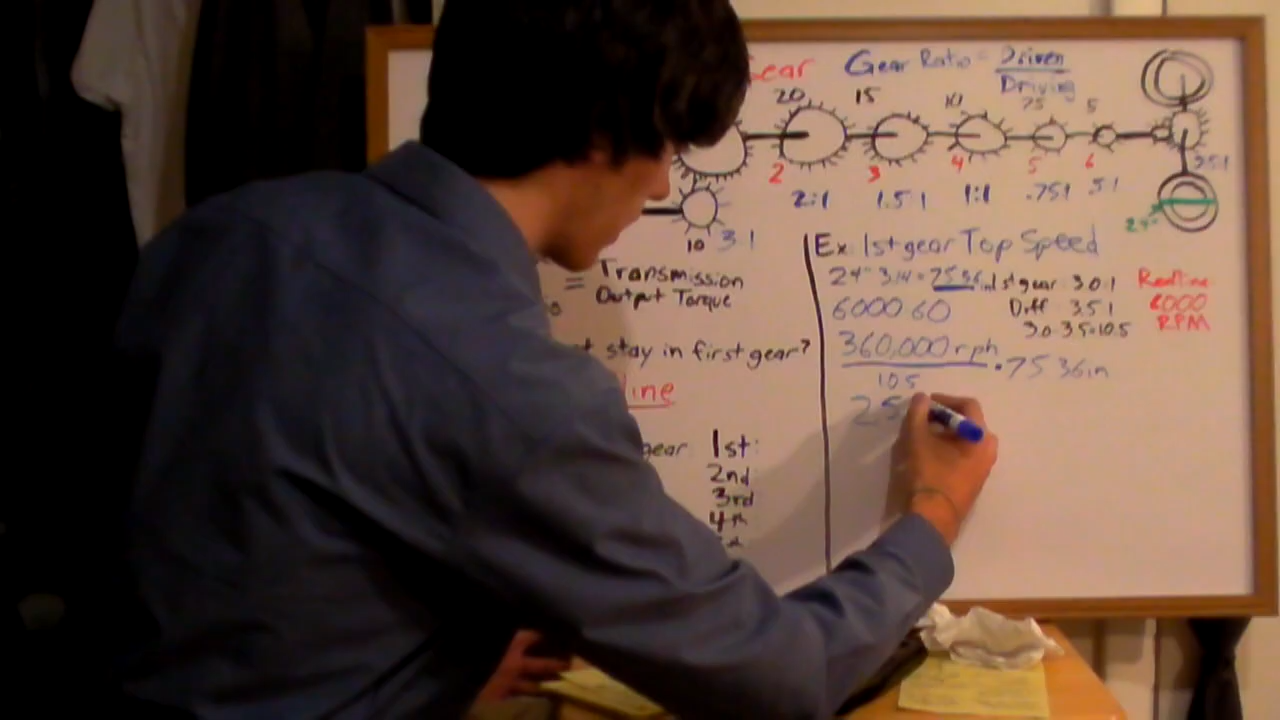 Gear
Gear Ratio = Driven
Driving
20 15 10 75 5
2 3 4 5 6
2:1 1.5 1 1:1 .75:1 .5 1
3.5:1
24"
10 3 1
= Transmission
Output Torque
stay in first gear?
line
gear: 1st:
2nd
3rd
4th
Ex: 1st gear Top Speed
24" 3.14 = 75.36in
6000 60
360,000 rph • 75 36in
10 5
25
1st gear: 3.0:1
Diff: 3.5:1
3.0 3.5=10.5
Redline
6000
RPM